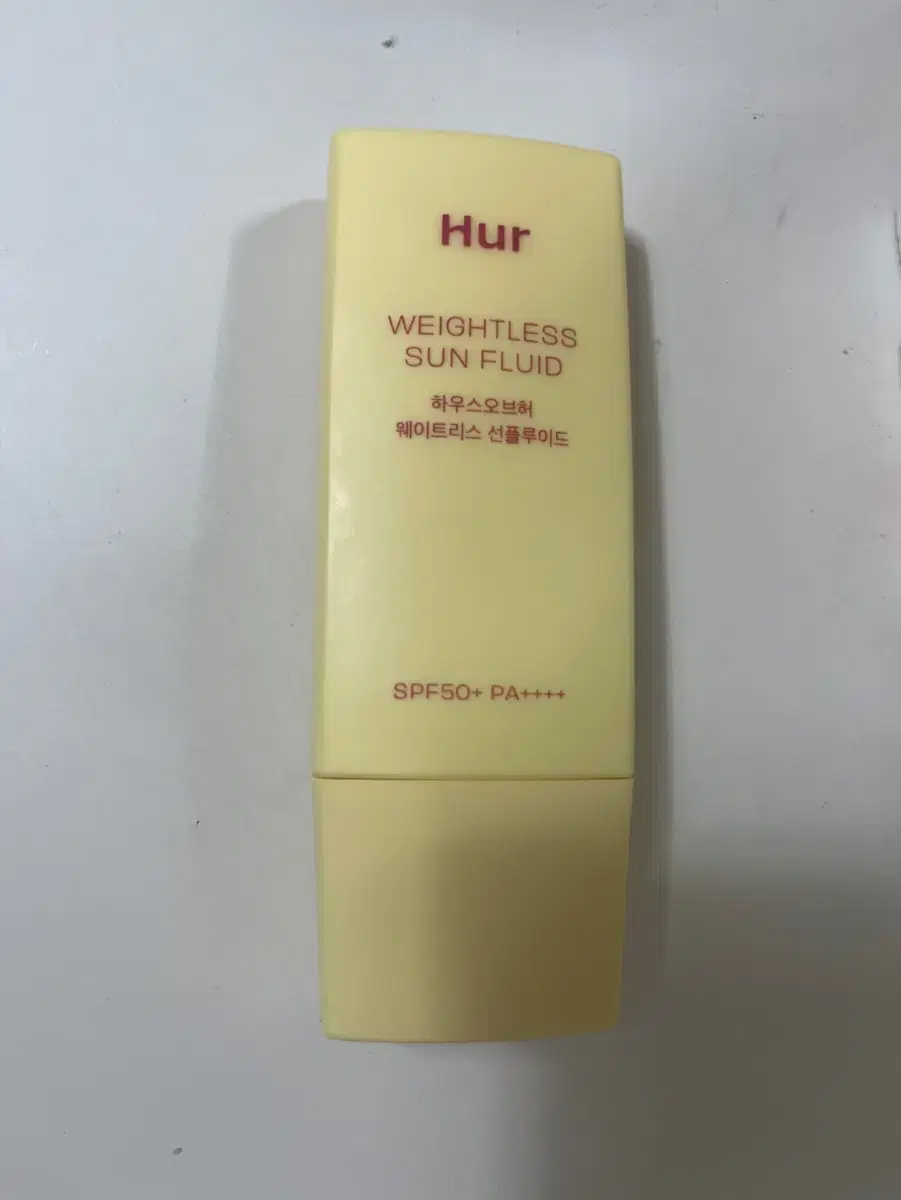 Hur
WEIGHTLESS
SUN FLUID
하우스오브허
웨이트리스 선플루이드
SPF50+ PA++++